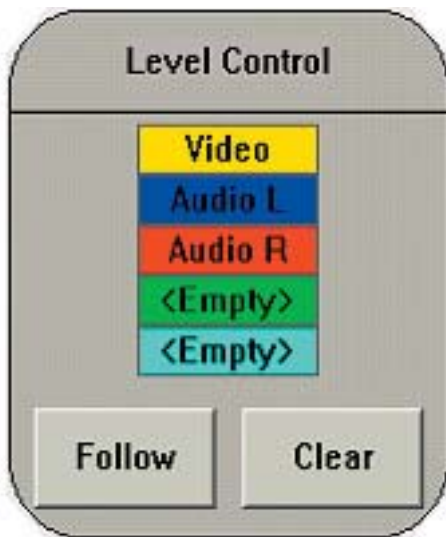 Level Control
Video
Audio L
Audio R
<Empty>
<Empty>
Follow Clear